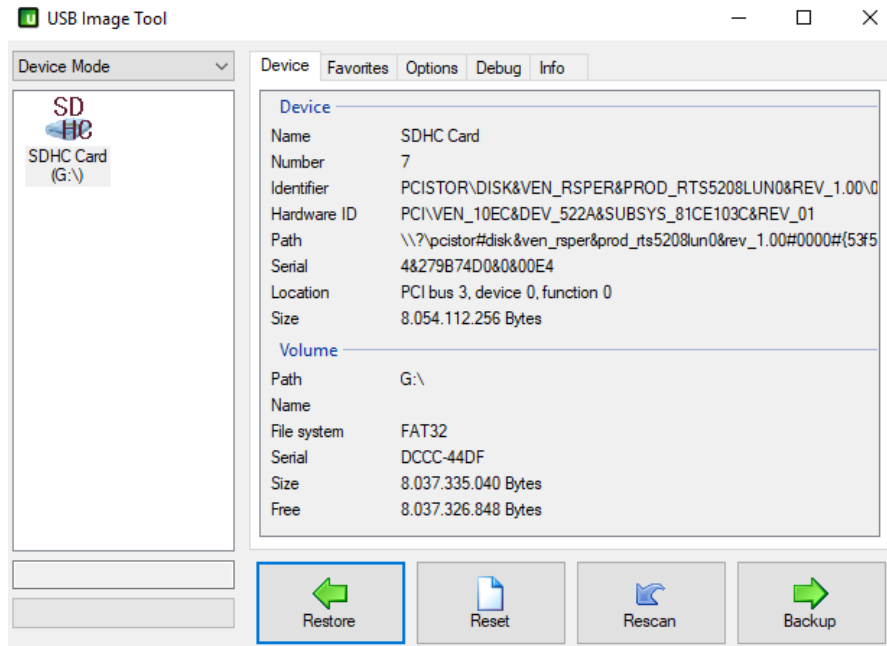 USB Image Tool
Device Mode
SD
HC
SDHC Card
(G:\)
Device Favorites Options Debug Info
Device
Name SDHC Card
Number 7
Identifier PCISTOR\DISK&VEN_RSPER&PROD_RTS5208LUN0&REV_1.00\0
Hardware ID PCI\VEN_10EC&DEV_522A&SUBSYS_81CE103C&REV_01
Path \\?\pcistor#disk&ven_rsper&prod_rts5208lun0&rev_1.00#0000#{53f5
Serial 4&279B74D0&0&00E4
Location PCI bus 3, device 0, function 0
Size 8.054.112.256 Bytes
Volume
Path G:\
Name
File system FAT32
Serial DCCC-44DF
Size 8.037.335.040 Bytes
Free 8.037.326.848 Bytes
Restore Reset Rescan Backup